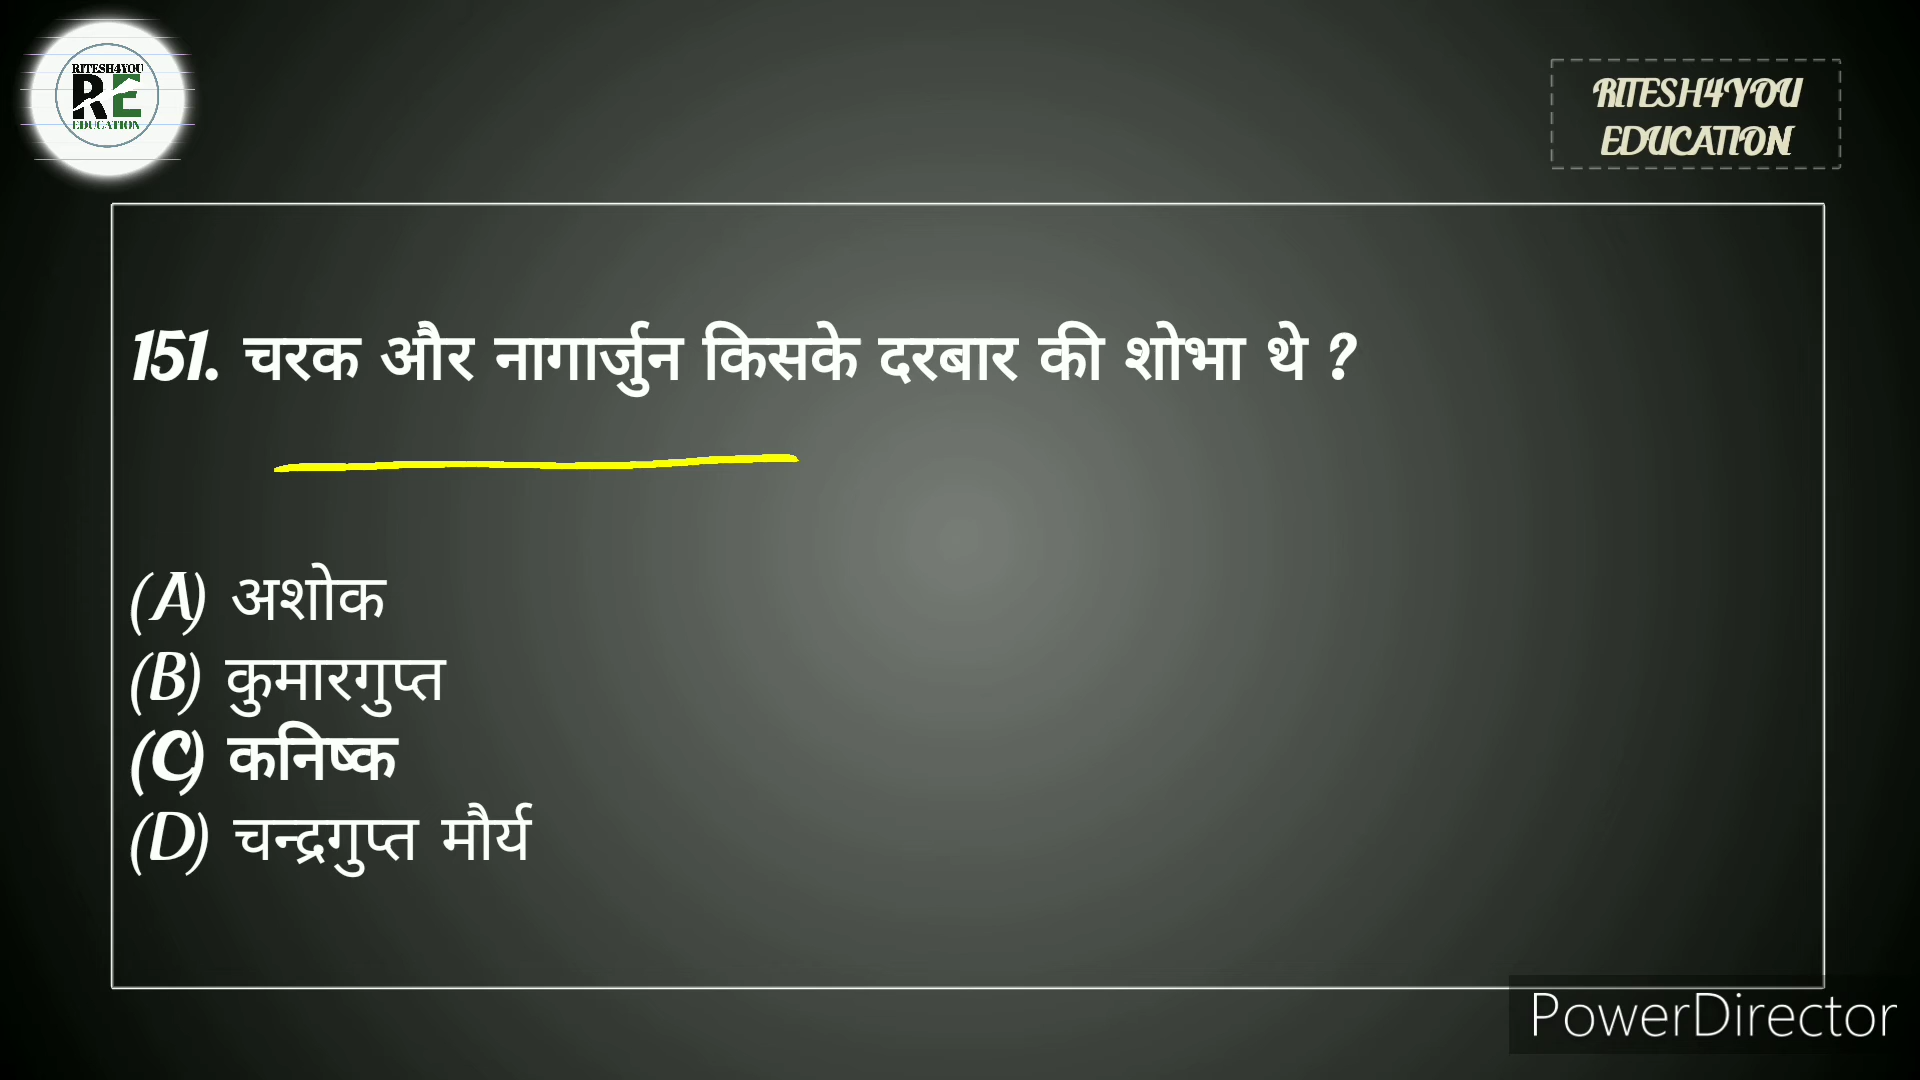 RITESH4YOU
RE
EDUCATION
RITESH4YOU
EDUCATION
151. चरक और नागार्जुन किसके दरबार की शोभा थे ?
(A) अशोक
(B) कुमारगुप्त
(C) कनिष्क
(D) चन्द्रगुप्त मौर्य
PowerDirector